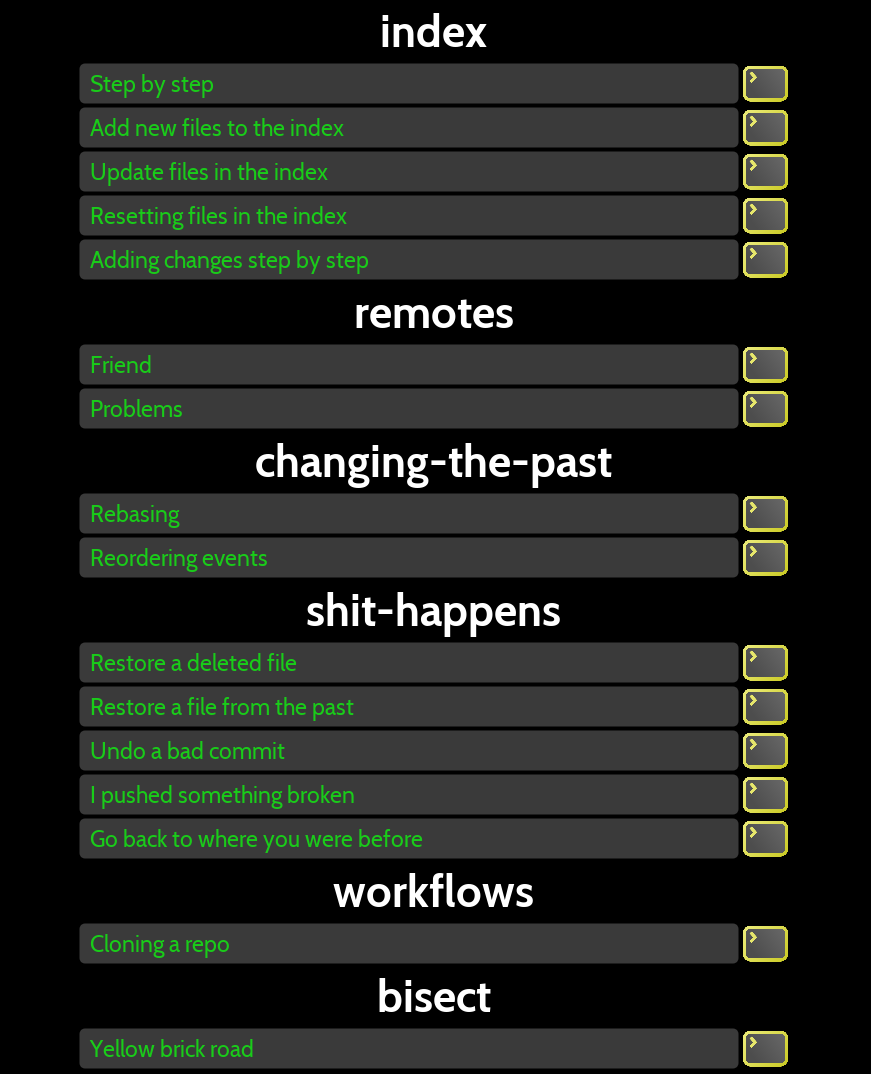 index
Step by step
Add new files to the index
Update files in the index
Resetting files in the index
Adding changes step by step
remotes
Friend
Problems
changing-the-past
Rebasing
Reordering events
shit-happens
Restore a deleted file
Restore a file from the past
Undo a bad commit
I pushed something broken
Go back to where you were before
workflows
Cloning a repo
bisect
Yellow brick road